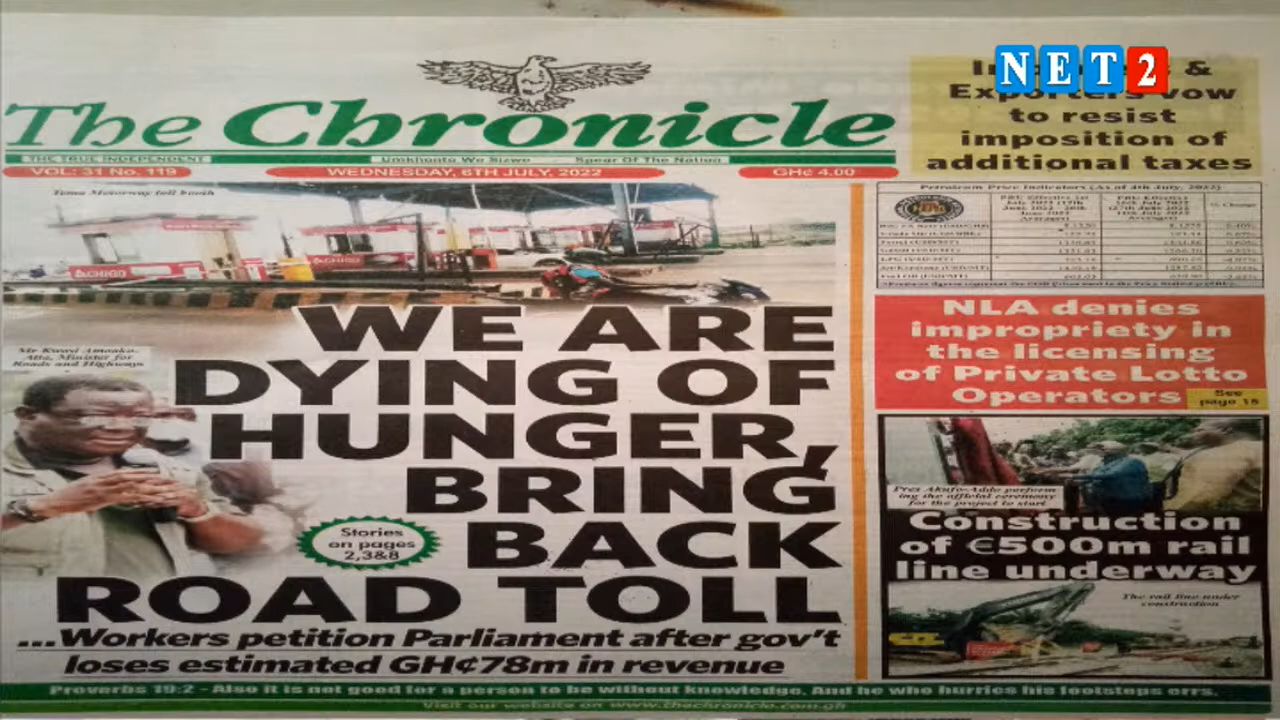 NET2
The Chronicle
THE TRUE INDEPENDENT
Umkhonto We Sizwe
Spear Of The Nation
VOL: 31 No. 119
WEDNESDAY, 6TH JULY, 2022
GH¢ 4.00
&
Exporters vow
to resist
imposition of
additional taxes
Tema Motorway toll booth
Petroleum Price Indicators (As of 4th July, 2022)
% Change
NLA denies
impropriety in
the licensing
of Private Lotto
Operators
See
page 15
WE ARE
DYING OF
HUNGER,
BRING
BACK
ROAD TOLL
Mr Kwasi Amoako-
Atta, Minister for
Roads and Highways
Stories
on pages
2,3&8
...Workers petition Parliament after gov't
loses estimated GH¢78m in revenue
Pres Akufo-Addo perform
ing the official ceremony
for the project to start
Construction
of €500m rail
line underway
The rail line under
construction
Proverbs 19:2 - Also it is not good for a person to be without knowledge, And he who hurries his footsteps errs.
Visit our website on www.thechronicle.com.gh